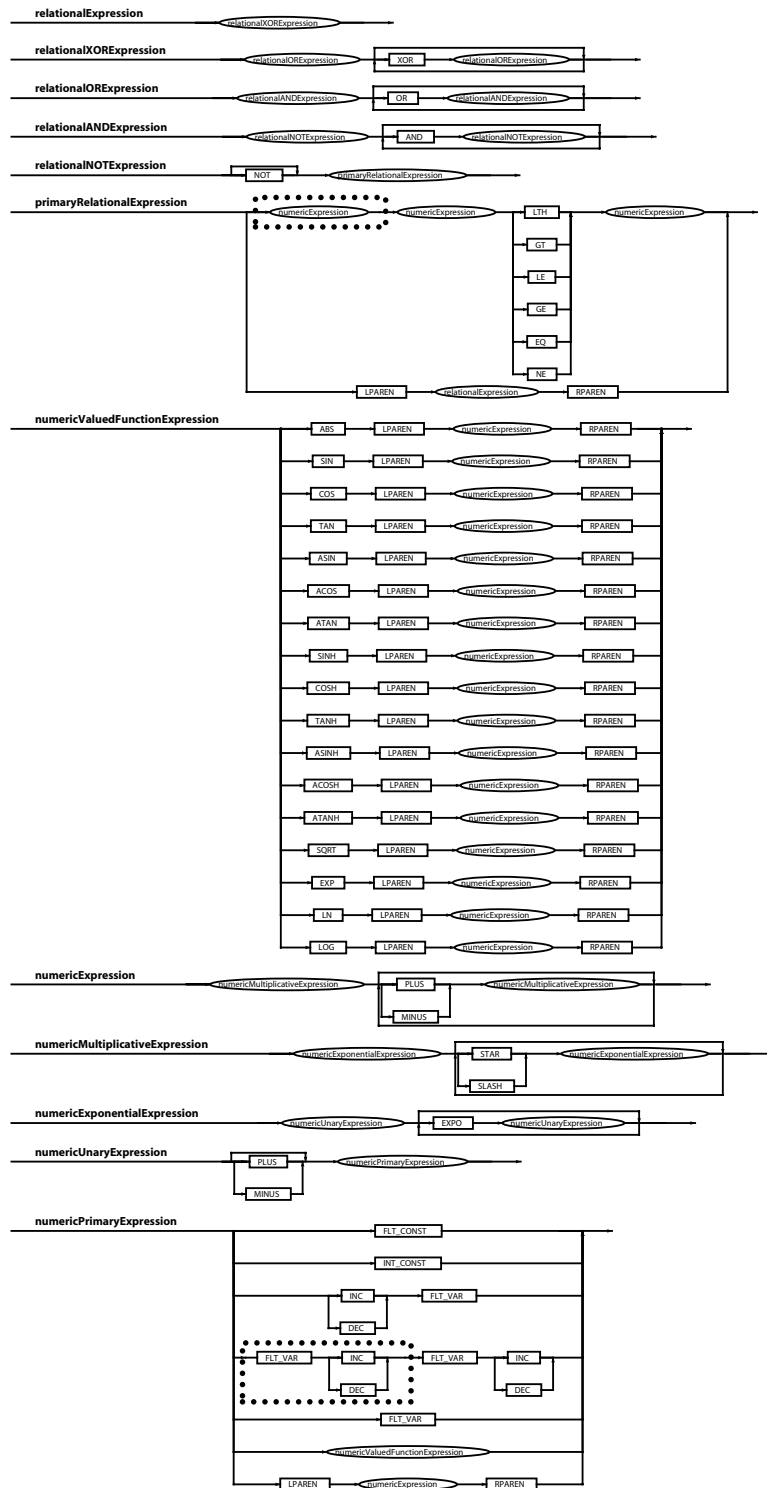 relationalExpression
relationalXORExpression
relationalXORExpression
relationalORExpression XOR relationalORExpression
relationalORExpression
relationalANDExpression OR relationalANDExpression
relationalANDExpression
relationalNOTExpression AND relationalNOTExpression
relationalNOTExpression
NOT primaryRelationalExpression
primaryRelationalExpression
numericExpression numericExpression LTH numericExpression
GT
LE
GE
EQ
NE
LPAREN relationalExpression RPAREN
numericValuedFunctionExpression
ABS LPAREN numericExpression RPAREN
SIN LPAREN numericExpression RPAREN
COS LPAREN numericExpression RPAREN
TAN LPAREN numericExpression RPAREN
ASIN LPAREN numericExpression RPAREN
ACOS LPAREN numericExpression RPAREN
ATAN LPAREN numericExpression RPAREN
SINH LPAREN numericExpression RPAREN
COSH LPAREN numericExpression RPAREN
TANH LPAREN numericExpression RPAREN
ASINH LPAREN numericExpression RPAREN
ACOSH LPAREN numericExpression RPAREN
ATANH LPAREN numericExpression RPAREN
SQRT LPAREN numericExpression RPAREN
EXP LPAREN numericExpression RPAREN
LN LPAREN numericExpression RPAREN
LOG LPAREN numericExpression RPAREN
numericExpression
numericMultiplicativeExpression PLUS numericMultiplicativeExpression
MINUS
numericMultiplicativeExpression
numericExponentialExpression STAR numericExponentialExpression
SLASH
numericExponentialExpression
numericUnaryExpression EXPO numericUnaryExpression
numericUnaryExpression
PLUS numericPrimaryExpression
MINUS
numericPrimaryExpression
FLT_CONST
INT_CONST
INC FLT_VAR
DEC
FLT_VAR INC FLT_VAR INC
DEC DEC
FLT_VAR
numericValuedFunctionExpression
LPAREN numericExpression RPAREN